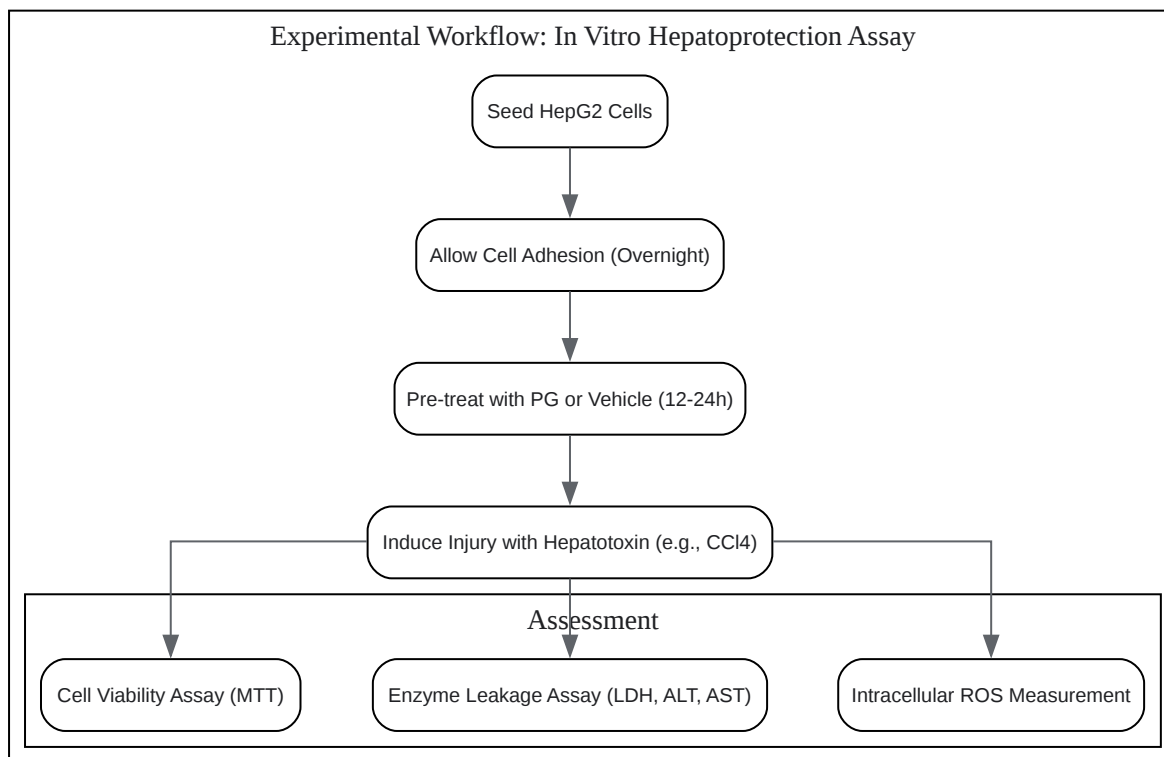 Experimental Workflow: In Vitro Hepatoprotection Assay
Seed HepG2 Cells
Allow Cell Adhesion (Overnight)
Pre-treat with PG or Vehicle (12-24h)
Induce Injury with Hepatotoxin (e.g., CCl4)
Assessment
Cell Viability Assay (MTT)
Enzyme Leakage Assay (LDH, ALT, AST)
Intracellular ROS Measurement